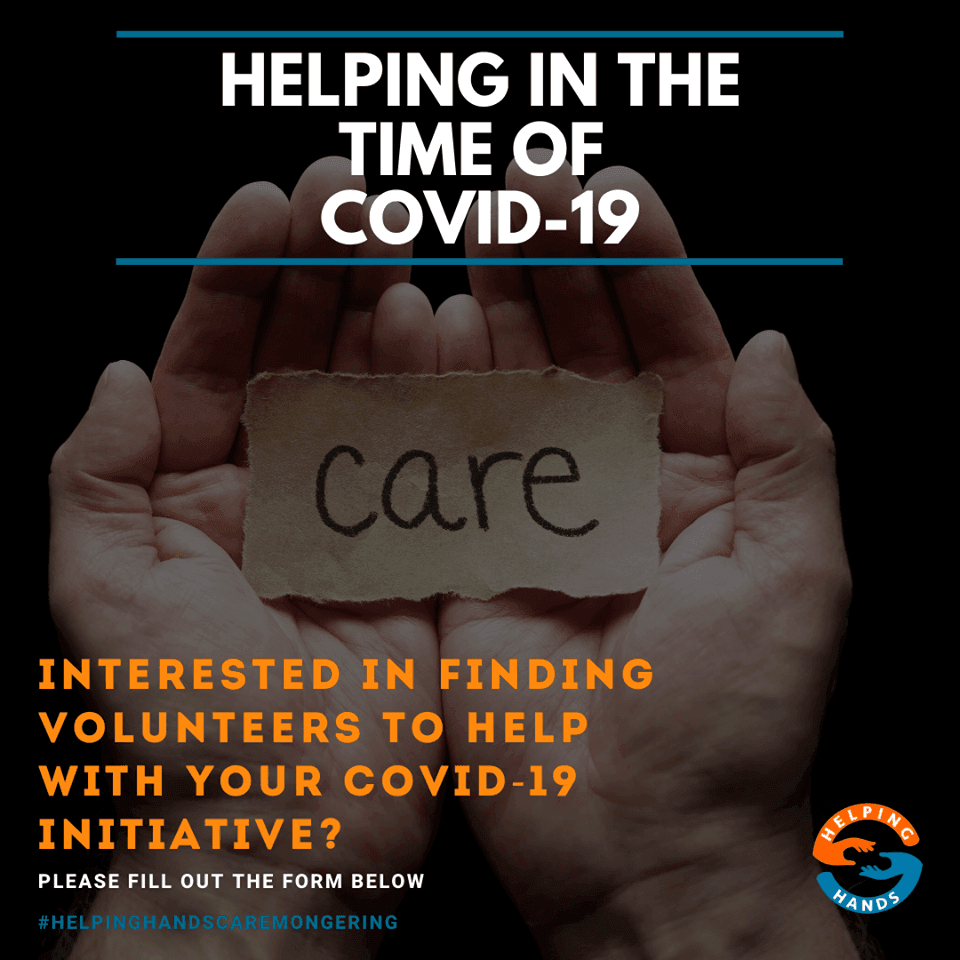 HELPING IN THE
TIME OF
COVID-19
care
INTERESTED IN FINDING
VOLUNTEERS TO HELP
WITH YOUR COVID-19
INITIATIVE?
PLEASE FILL OUT THE FORM BELOW
#HELPINGHANDSCAREMONGERING
HELPING
HANDS